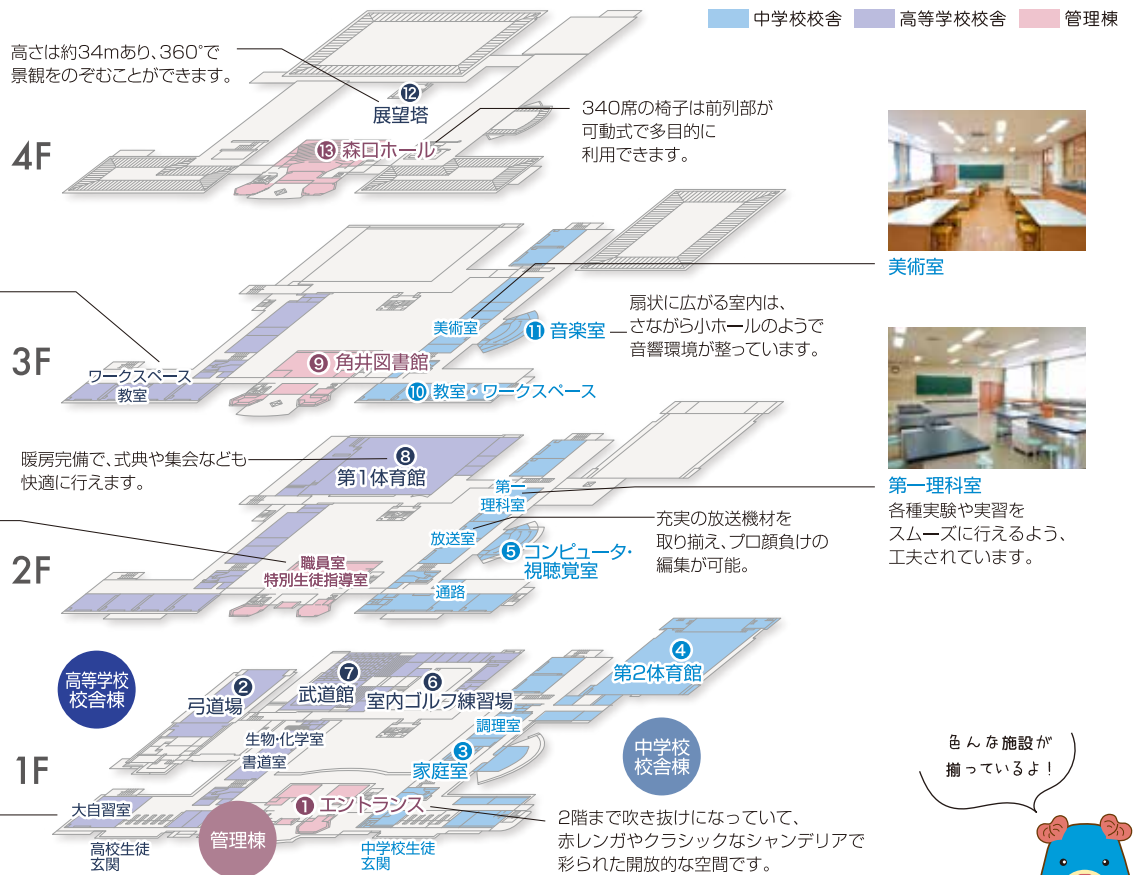 中学校校舎
高等学校校舎
管理棟
高さは約34mあり、360°で
景観をのぞむことができます。
⑫
展望塔
340席の椅子は前列部が
可動式で多目的に
利用できます。
⑬ 森口ホール
4F
美術室
扇状に広がる室内は、
さながら小ホールのようで
音響環境が整っています。
美術室
⑪ 音楽室
3F
⑨ 角井図書館
ワークスペース
教室
⑩ 教室・ワークスペース
暖房完備で、式典や集会なども
快適に行えます。
⑧
第1体育館
第一
理科室
第一理科室
各種実験や実習を
スムーズに行えるよう、
工夫されています。
放送室
充実の放送機材を
取り揃え、プロ顔負けの
編集が可能。
⑤ コンピュータ・
視聴覚室
2F
職員室
特別生徒指導室
通路
高等学校
校舎棟
②
弓道場
⑦
武道館
⑥
室内ゴルフ練習場
④
第2体育館
調理室
生物・化学室
書道室
③
家庭室
中学校
校舎棟
1F
大自習室
① エントランス
2階まで吹き抜けになっていて、
赤レンガやクラシックなシャンデリアで
彩られた開放的な空間です。
高校生徒
玄関
管理棟
中学校生徒
玄関
色んな施設が
揃っているよ！